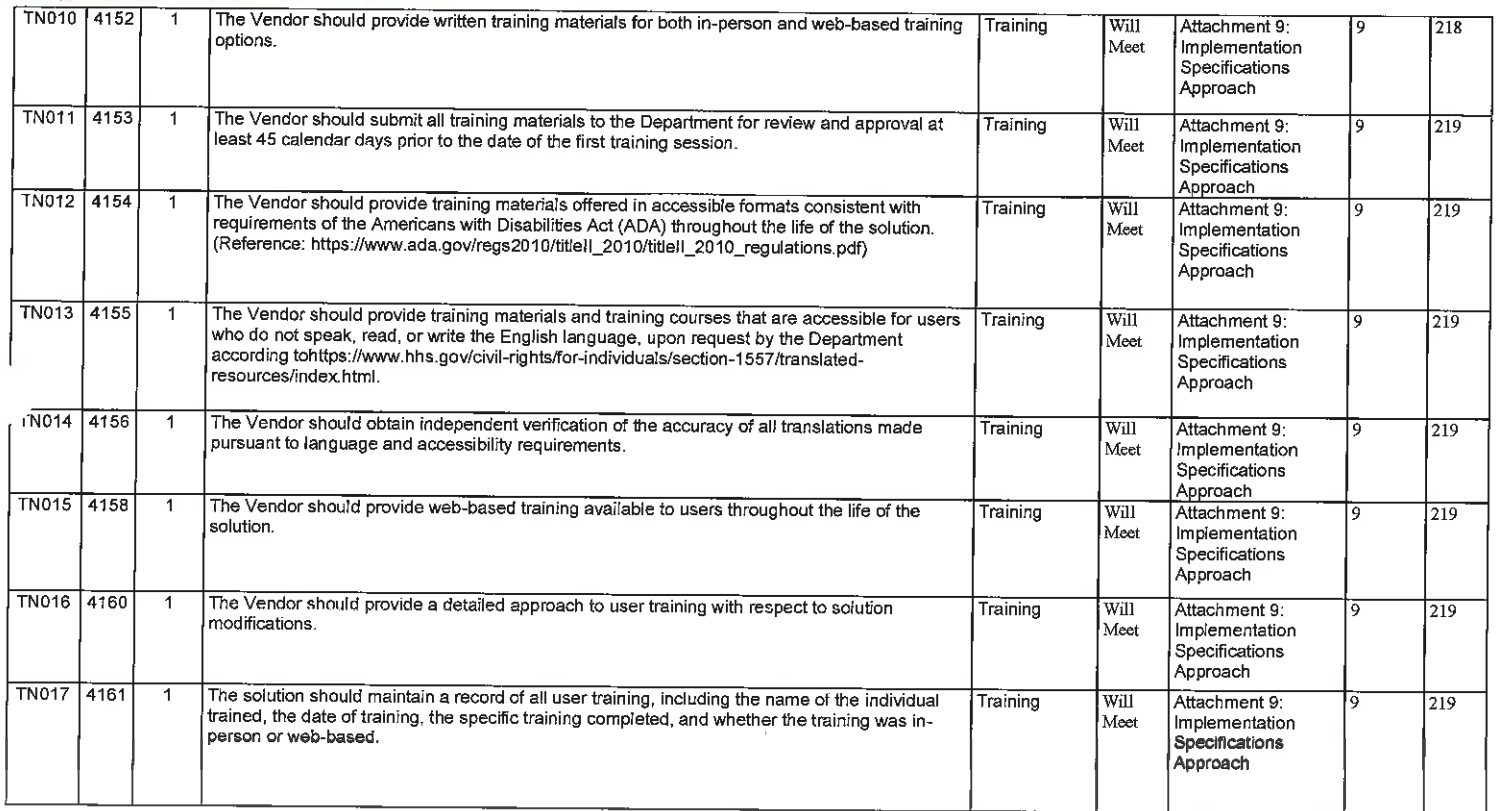 TN010 4152 1 The Vendor should provide written training materials for both in-person and web-based training Training Will Attachment 9: 9 218
options. Meet Implementation
Specifications
Approach
TN011 4153 1 The Vendor should submit all training materials to the Department for review and approval at Training Will Attachment 9: 9 219
least 45 calendar days prior to the date of the first training session. Meet Implementation
Specifications
Approach
TN012 4154 1 The Vendor should provide training materials offered in accessible formats consistent with Training Will Attachment 9: 9 219
requirements of the Americans with Disabilities Act (ADA) throughout the life of the solution. Meet Implementation
(Reference: https://www.ada.gov/regs2010/titleII_2010/titleII_2010_regulations.pdf) Specifications
Approach
TN013 4155 1 The Vendor should provide training materials and training courses that are accessible for users Training Will Attachment 9: 9 219
who do not speak, read, or write the English language, upon request by the Department Meet Implementation
according tohttps://www.hhs.gov/civil-rights/for-individuals/section-1557/translated- Specifications
resources/index.html. Approach
TN014 4156 1 The Vendor should obtain independent verification of the accuracy of all translations made Training Will Attachment 9: 9 219
pursuant to language and accessibility requirements. Meet Implementation
Specifications
Approach
TN015 4158 1 The Vendor should provide web-based training available to users throughout the life of the Training Will Attachment 9: 9 219
solution. Meet Implementation
Specifications
Approach
TN016 4160 1 The Vendor should provide a detailed approach to user training with respect to solution Training Will Attachment 9: 9 219
modifications. Meet Implementation
Specifications
Approach
TN017 4161 1 The solution should maintain a record of all user training, including the name of the individual Training Will Attachment 9: 9 219
trained, the date of training, the specific training completed, and whether the training was in- Meet Implementation
person or web-based. Specifications
Approach